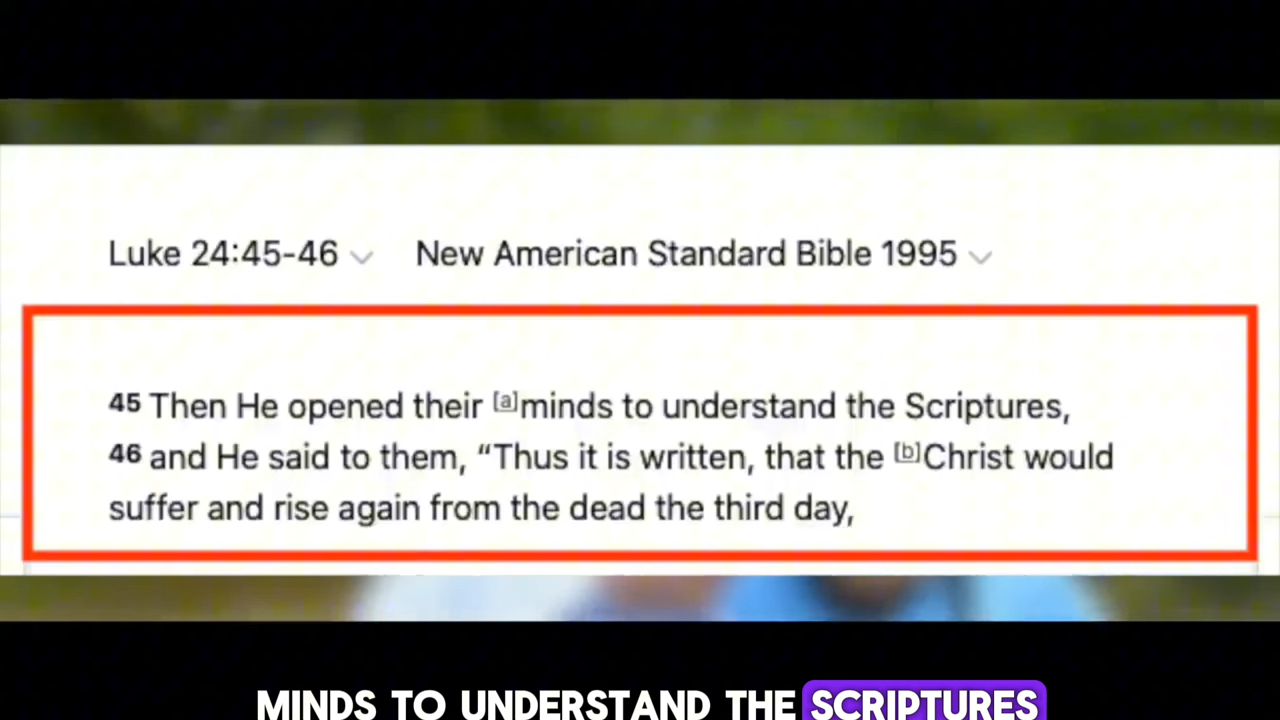 Luke 24:45-46 New American Standard Bible 1995
45 Then He opened their [a]minds to understand the Scriptures,
46 and He said to them, “Thus it is written, that the [b]Christ would
suffer and rise again from the dead the third day,
MINDS TO UNDERSTAND THE SCRIPTURES